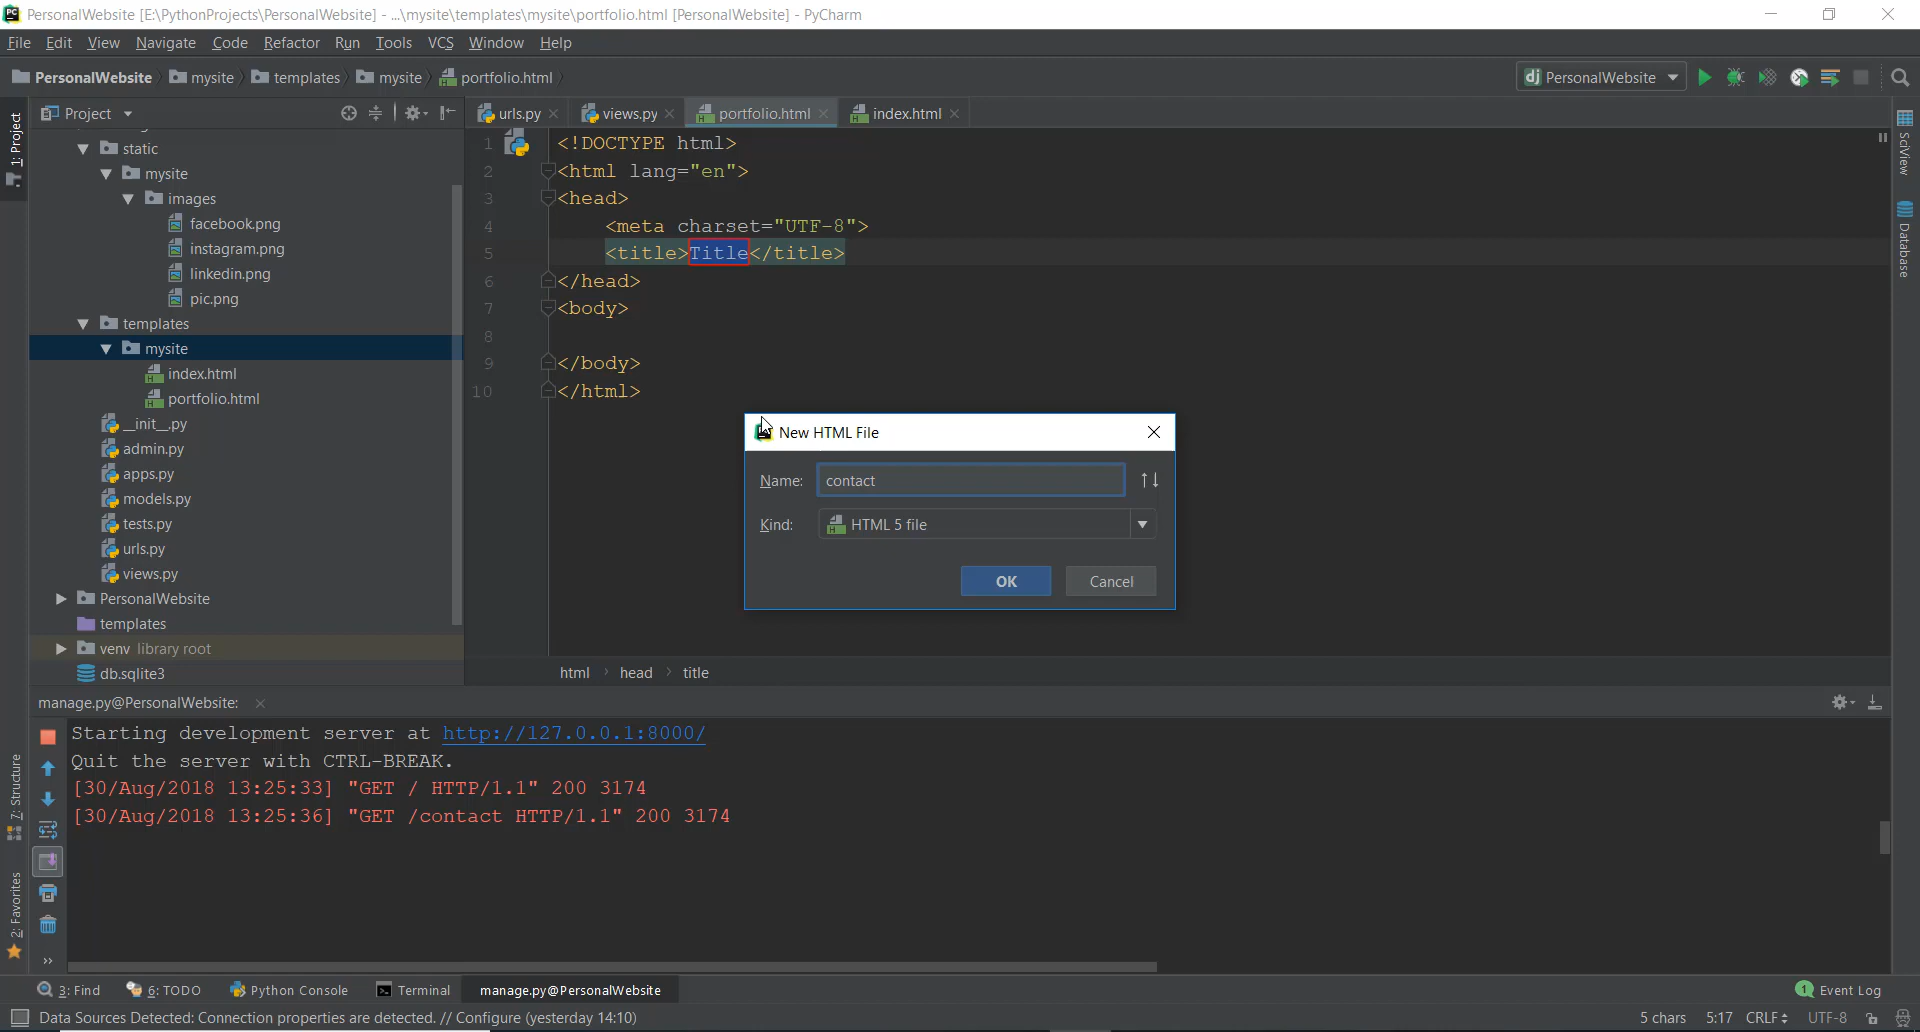 PersonalWebsite [E:\PythonProjects\PersonalWebsite] - ...\mysite\templates\mysite\portfolio.html [PersonalWebsite] - PyCharm
File Edit View Navigate Code Refactor Run Tools VCS Window Help
PersonalWebsite mysite templates mysite portfolio.html
dj PersonalWebsite
1: Project
Project
urls.py views.py portfolio.html index.html
static
mysite
images
facebook.png
instagram.png
linkedin.png
pic.png
templates
mysite
index.html
portfolio.html
__init__.py
admin.py
apps.py
models.py
tests.py
urls.py
views.py
PersonalWebsite
templates
venv library root
db.sqlite3
1 <!DOCTYPE html>
2 <html lang="en">
3 <head>
4 <meta charset="UTF-8">
5 <title>Title</title>
6 </head>
7 <body>
8
9 </body>
10 </html>
New HTML File
Name: contact
Kind: HTML 5 file
OK Cancel
html head title
SciView
Database
manage.py@PersonalWebsite:
Starting development server at http://127.0.0.1:8000/
Quit the server with CTRL-BREAK.
[30/Aug/2018 13:25:33] "GET / HTTP/1.1" 200 3174
[30/Aug/2018 13:25:36] "GET /contact HTTP/1.1" 200 3174
7: Structure
2: Favorites
3: Find 6: TODO Python Console Terminal manage.py@PersonalWebsite 1 Event Log
Data Sources Detected: Connection properties are detected. // Configure (yesterday 14:10) 5 chars 5:17 CRLF UTF-8